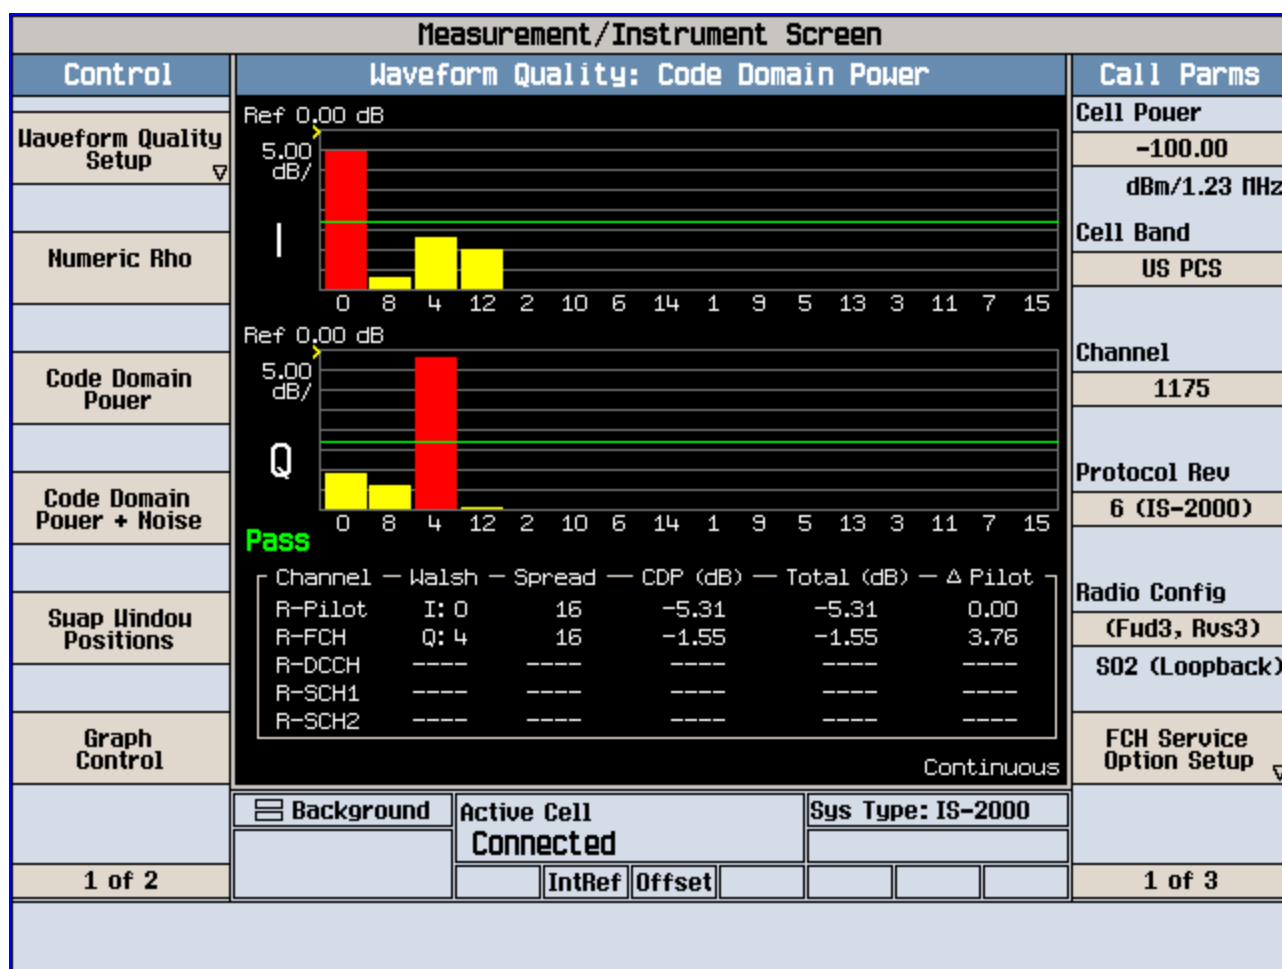 Measurement/Instrument Screen
Control
Waveform Quality Setup
Numeric Rho
Code Domain Power
Code Domain Power + Noise
Swap Window Positions
Graph Control
1 of 2
Waveform Quality: Code Domain Power
Ref 0.00 dB
5.00 dB/
I
0 8 4 12 2 10 6 14 1 9 5 13 3 11 7 15
Ref 0.00 dB
5.00 dB/
Q
0 8 4 12 2 10 6 14 1 9 5 13 3 11 7 15
Pass
Channel — Walsh — Spread — CDP (dB) — Total (dB) — Δ Pilot
R-Pilot I: 0 16 -5.31 -5.31 0.00
R-FCH Q: 4 16 -1.55 -1.55 3.76
R-DCCH ---- ---- ---- ---- ----
R-SCH1 ---- ---- ---- ---- ----
R-SCH2 ---- ---- ---- ---- ----
Continuous
Background
Active Cell
Connected
Sys Type: IS-2000
IntRef Offset
Call Parms
Cell Power
-100.00
dBm/1.23 MHz
Cell Band
US PCS
Channel
1175
Protocol Rev
6 (IS-2000)
Radio Config
(Fwd3, Rvs3)
SO2 (Loopback)
FCH Service
Option Setup
1 of 3